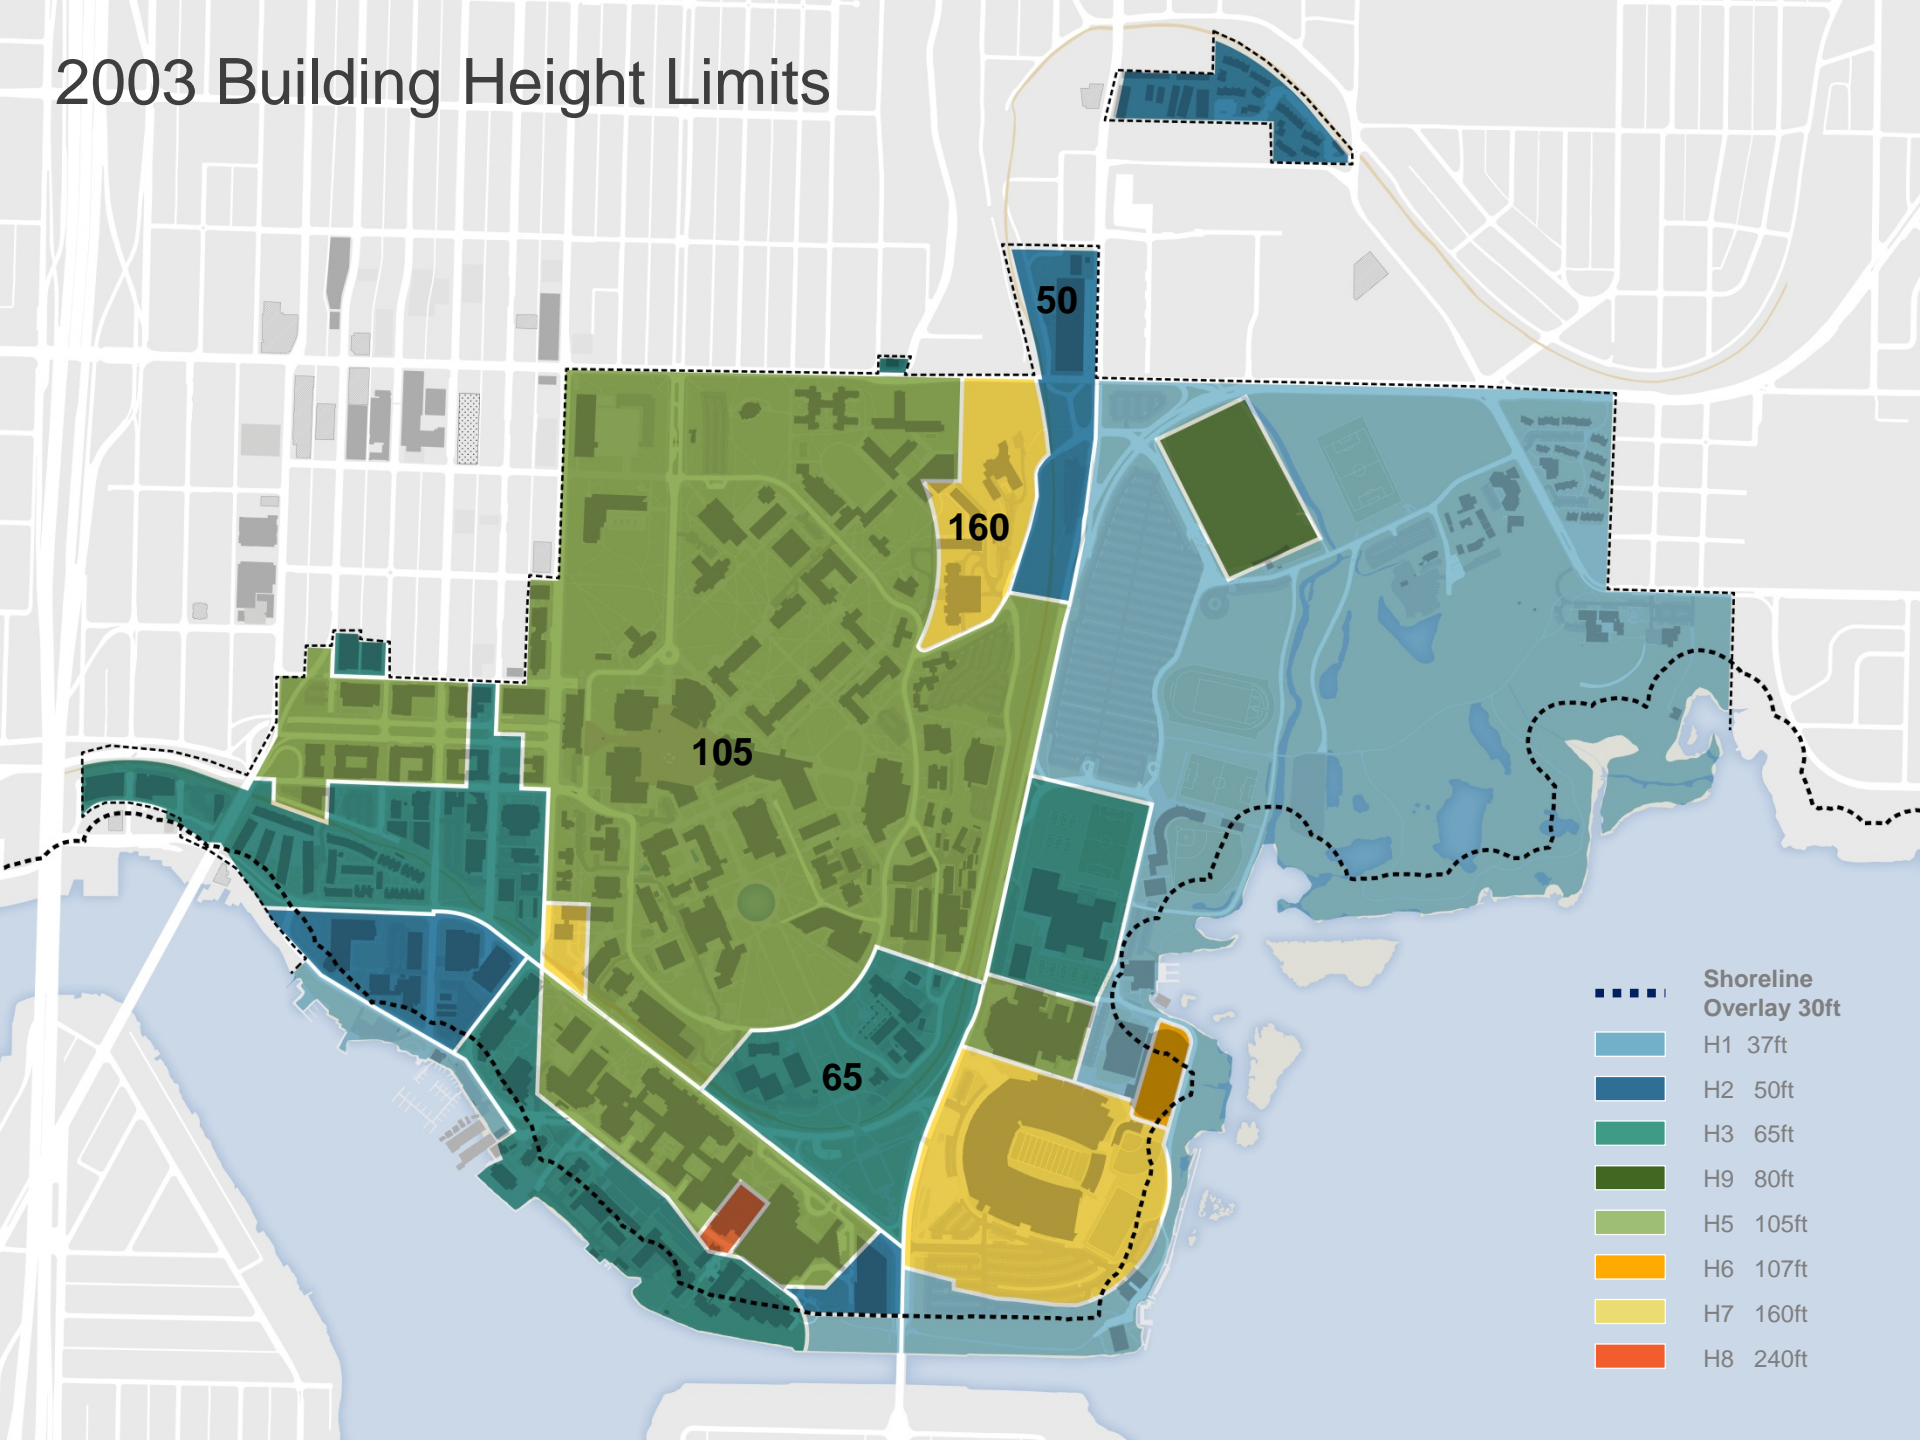 2003 Building Height Limits
50
160
105
65
Shoreline
Overlay 30ft
H1 37ft
H2 50ft
H3 65ft
H9 80ft
H5 105ft
H6 107ft
H7 160ft
H8 240ft